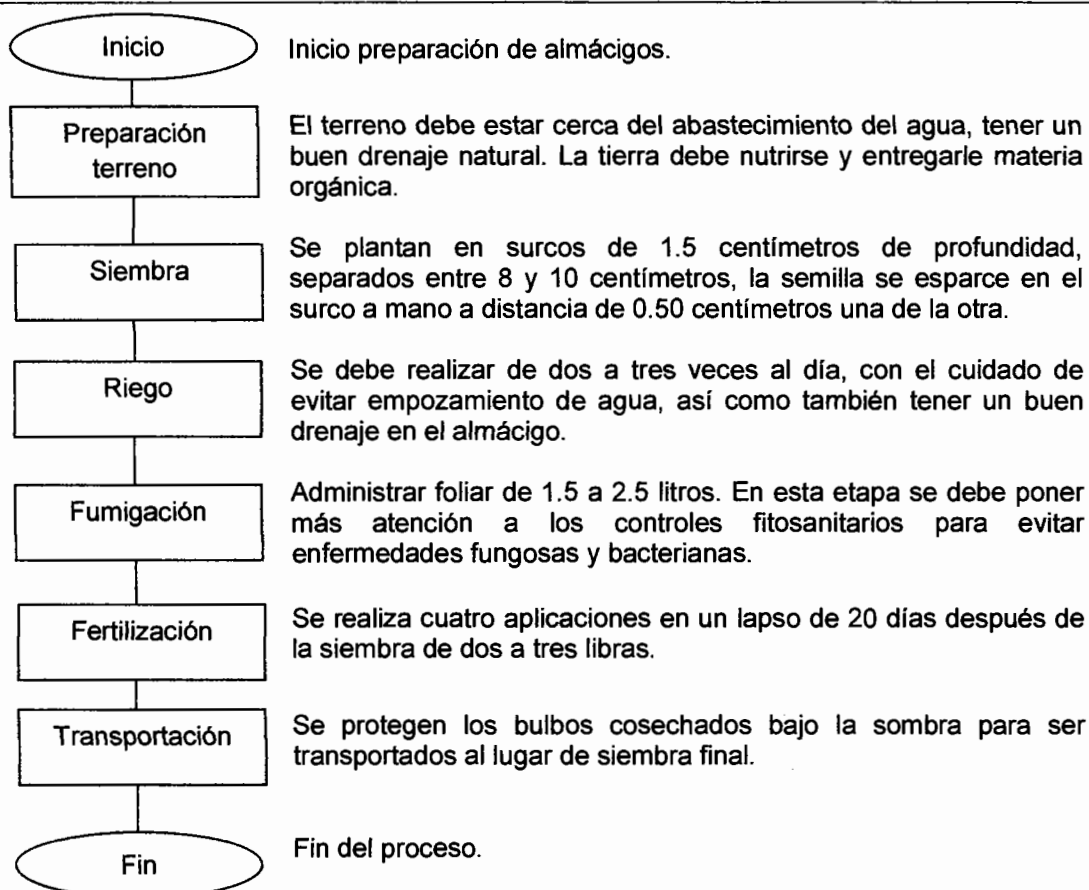 Inicio
Inicio preparación de almácigos.
Preparación
terreno
El terreno debe estar cerca del abastecimiento del agua, tener un
buen drenaje natural. La tierra debe nutrirse y entregarle materia
orgánica.
Siembra
Se plantan en surcos de 1.5 centímetros de profundidad,
separados entre 8 y 10 centímetros, la semilla se esparce en el
surco a mano a distancia de 0.50 centímetros una de la otra.
Riego
Se debe realizar de dos a tres veces al día, con el cuidado de
evitar empozamiento de agua, así como también tener un buen
drenaje en el almácigo.
Fumigación
Administrar foliar de 1.5 a 2.5 litros. En esta etapa se debe poner
más atención a los controles fitosanitarios para evitar
enfermedades fungosas y bacterianas.
Fertilización
Se realiza cuatro aplicaciones en un lapso de 20 días después de
la siembra de dos a tres libras.
Transportación
Se protegen los bulbos cosechados bajo la sombra para ser
transportados al lugar de siembra final.
Fin
Fin del proceso.